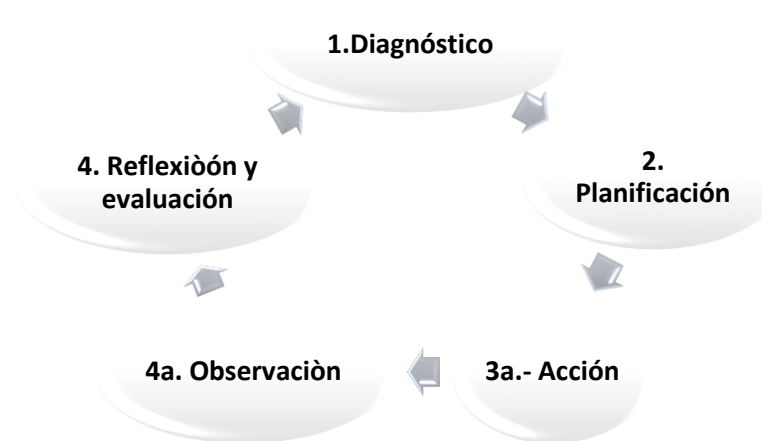 1.Diagnóstico
2.
Planificación
3a.- Acción
4a. Observaciòn
4. Reflexiòón y
evaluación